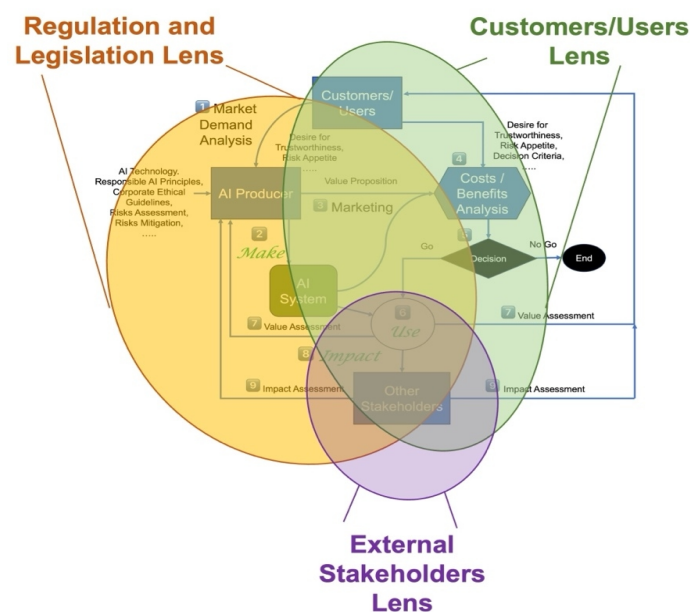 Regulation and
Legislation Lens
Customers/Users
Lens
Customers/
Users
1 Market
Demand
Analysis
Desire for
Trustworthiness,
Risk Appetite
.....
Desire for
Trustworthiness,
Risk Appetite,
Decision Criteria,
.....
AI Technology.
Responsible AI Principles,
Corporate Ethical
Guidelines,
Risks Assessment,
Risks Mitigation,
.....
AI Producer
Value Proposition
3 Marketing
4
Costs /
Benefits
Analysis
2
Make
5
Go
No Go
Decision
End
AI
System
6
Use
7 Value Assessment
7 Value Assessment
8 Impact
9 Impact Assessment
Other
Stakeholders
9 Impact Assessment
External
Stakeholders
Lens